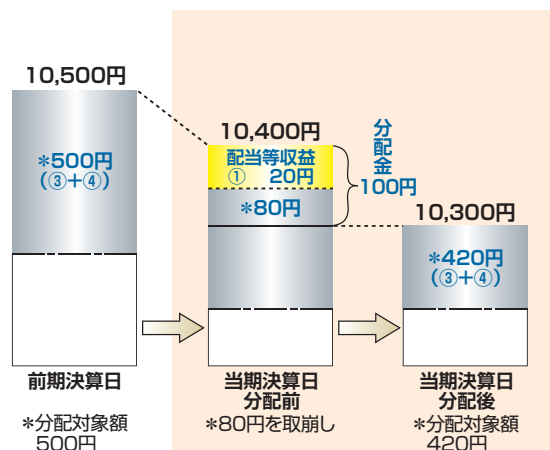 10,500円
*500円
(③+④)
前期決算日
*分配対象額
500円
10,400円
配当等収益
① 20円
*80円
分配金
100円
当期決算日
分配前
*80円を取崩し
10,300円
*420円
(③+④)
当期決算日
分配後
*分配対象額
420円